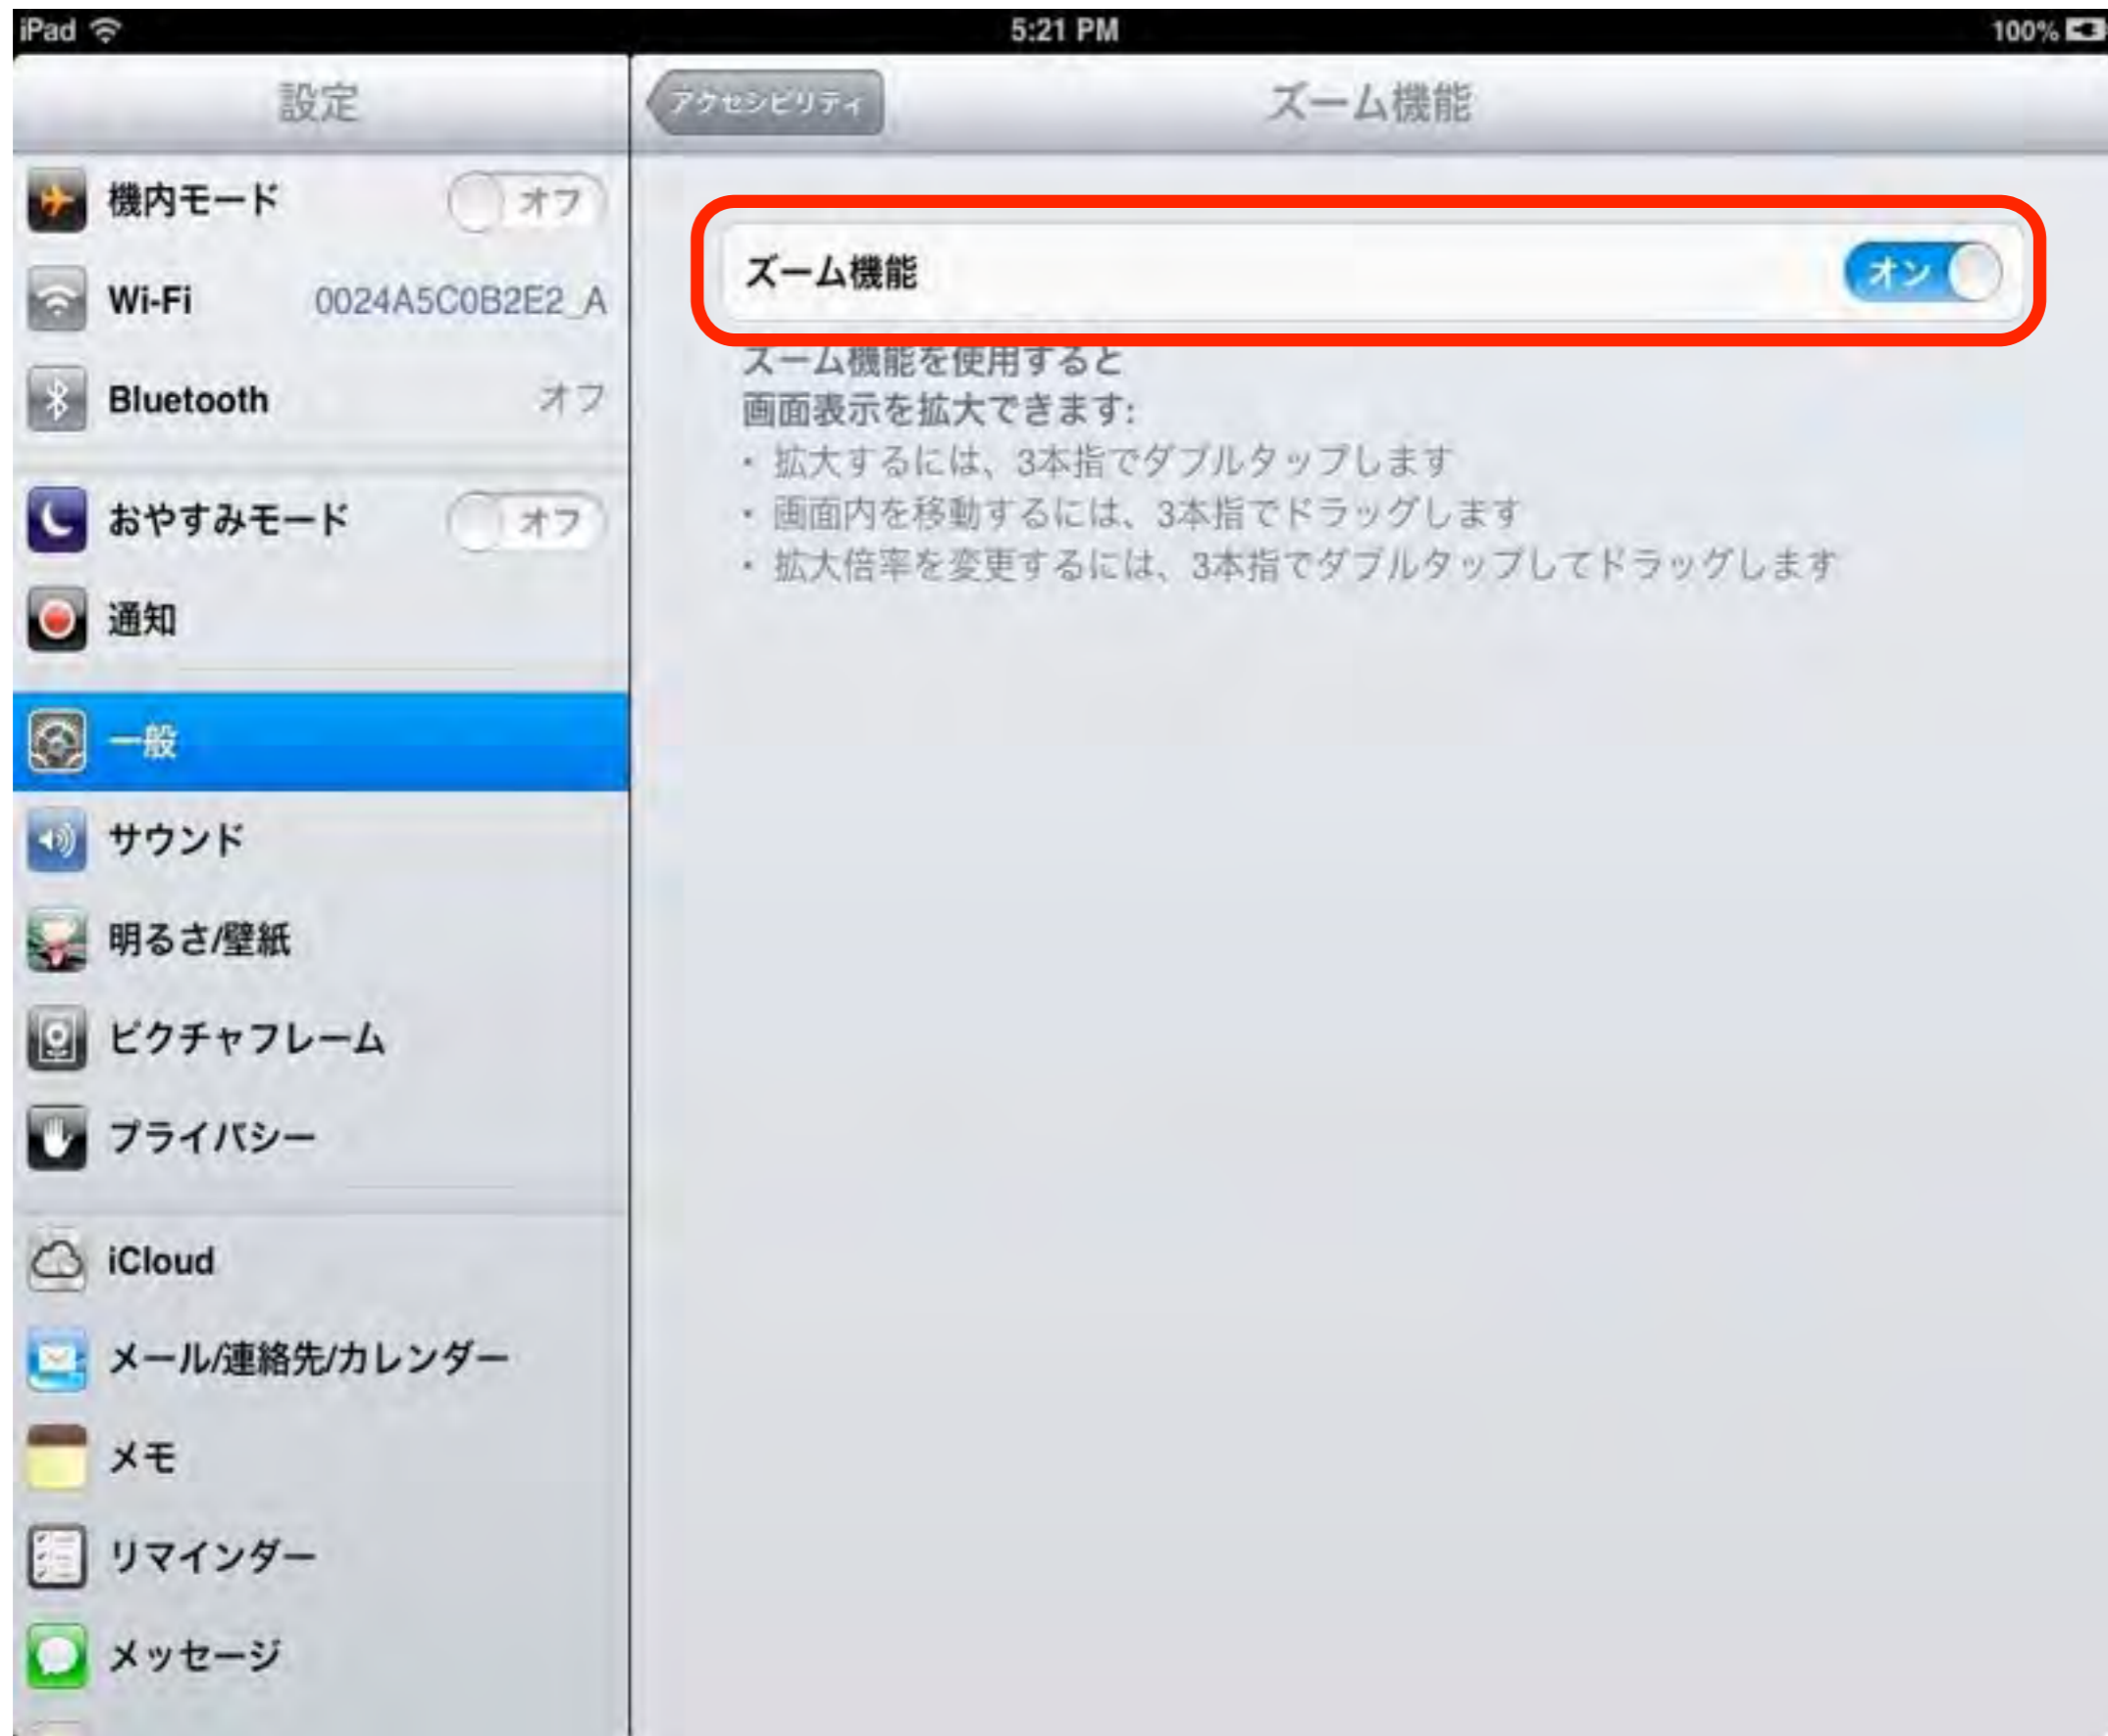 iPad
5:21 PM
100%
設定
機内モード
オフ
Wi-Fi
0024A5C0B2E2_A
Bluetooth
オフ
おやすみモード
オフ
通知
一般
サウンド
明るさ/壁紙
ピクチャフレーム
プライバシー
iCloud
メール/連絡先/カレンダー
メモ
リマインダー
メッセージ
アクセシビリティ
ズーム機能
ズーム機能
オン
ズーム機能を使用すると
画面表示を拡大できます:
・拡大するには、3本指でダブルタップします
・画面内を移動するには、3本指でドラッグします
・拡大倍率を変更するには、3本指でダブルタップしてドラッグします